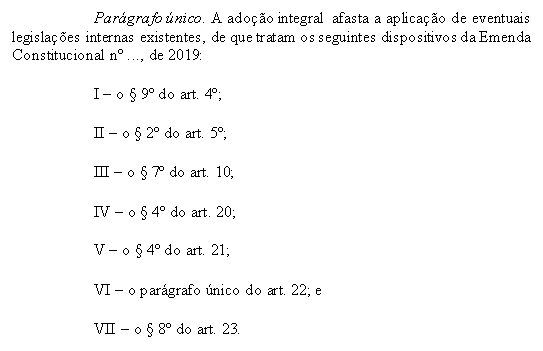 Parágrafo único. A adoção integral afasta a aplicação de eventuais
legislações internas existentes, de que tratam os seguintes dispositivos da Emenda
Constitucional nº ..., de 2019:
I – o § 9º do art. 4º;
II – o § 2º do art. 5º;
III – o § 7º do art. 10;
IV – o § 4º do art. 20;
V – o § 4º do art. 21;
VI – o parágrafo único do art. 22; e
VII – o § 8º do art. 23.